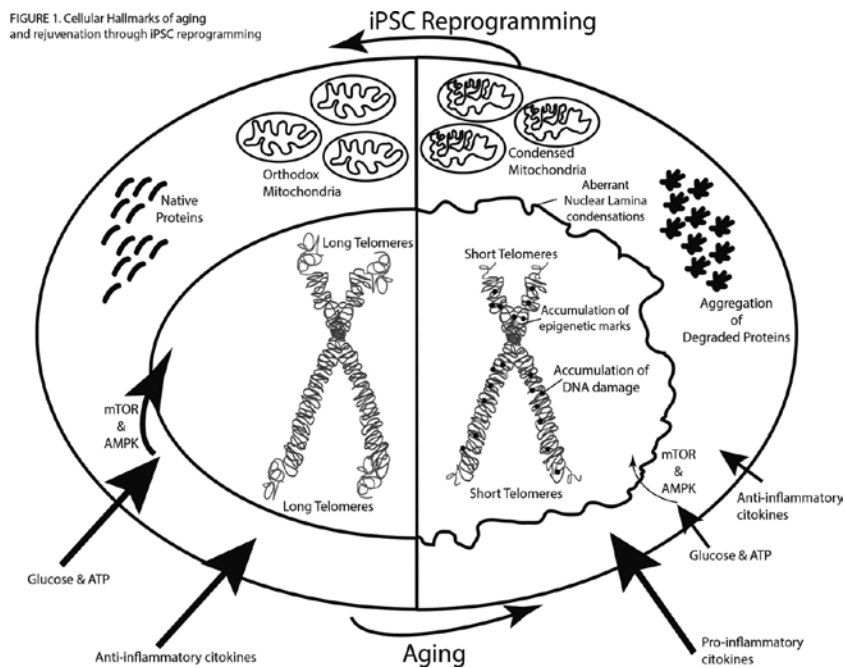 FIGURE 1. Cellular Hallmarks of aging
and rejuvenation through iPSC reprogramming
iPSC Reprogramming
Orthodox
Mitochondria
Condensed
Mitochondria
Native
Proteins
Aberrant
Nuclear Lamina
condensations
Long Telomeres
Short Telomeres
Aggregation
of
Degraded Proteins
Accumulation of
epigenetic marks
Accumulation of
DNA damage
mTOR
&
AMPK
mTOR
&
AMPK
Long Telomeres
Short Telomeres
Anti-inflammatory
citokines
Glucose & ATP
Glucose & ATP
Anti-inflammatory citokines
Aging
Pro-inflammatory
citokines